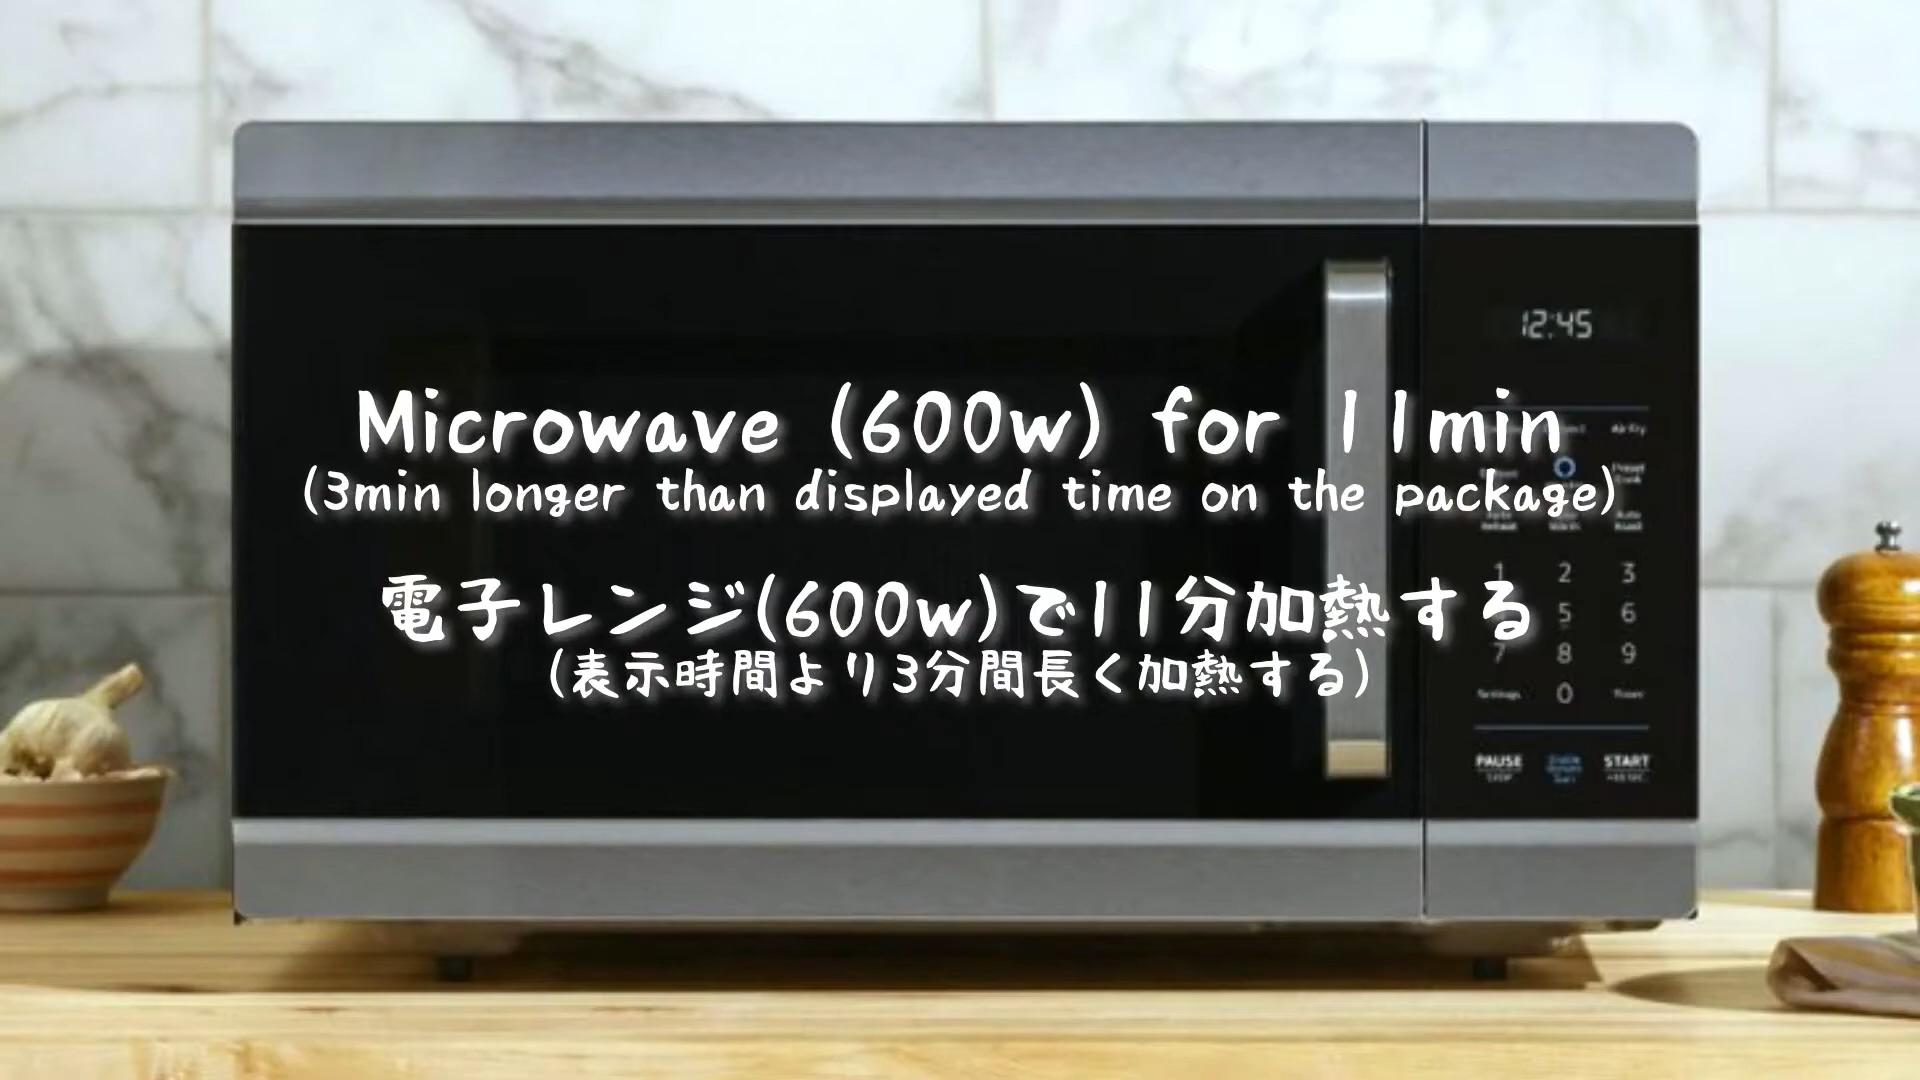 12:45
Microwave (600w) for 11min
(3min longer than displayed time on the package)
電子レンジ(600w)で11分加熱する
(表示時間より3分間長く加熱する)
Air Fry
1 2 3
5 6
7 8 9
0
PAUSE START